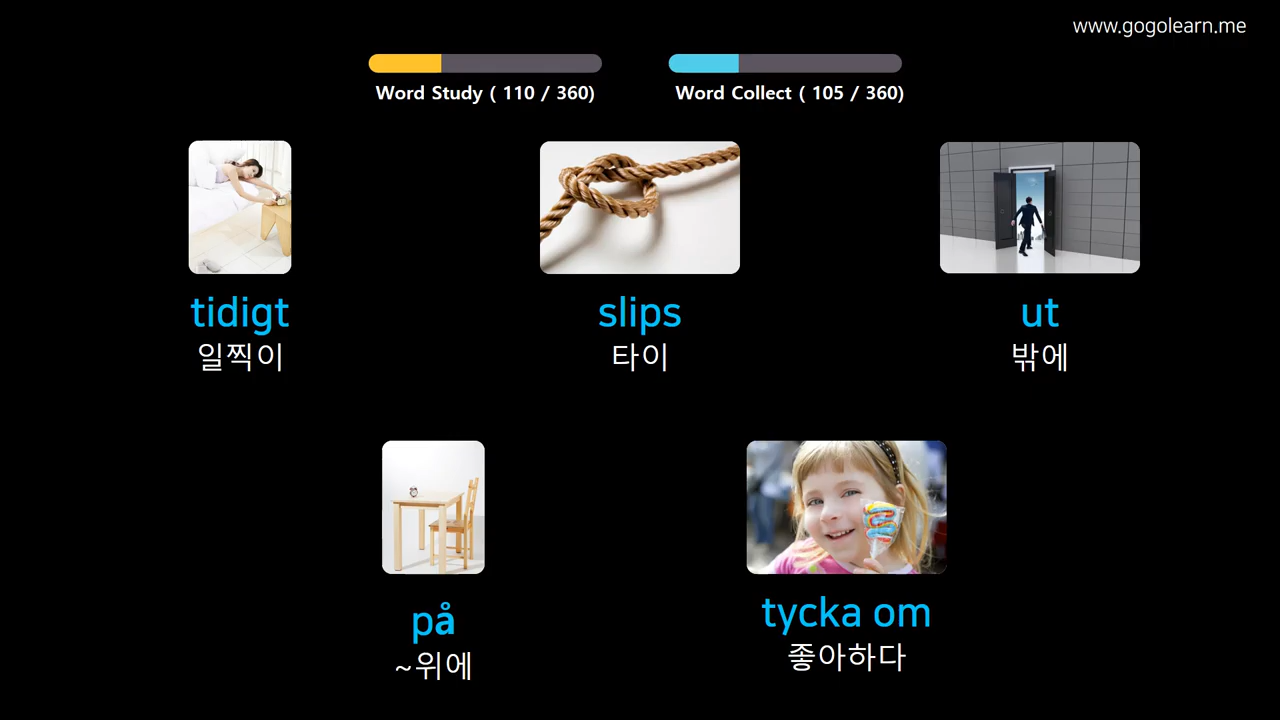 www.gogolearn.me
Word Study ( 110 / 360)
Word Collect ( 105 / 360)
tidigt
일찍이
slips
타이
ut
밖에
på
~위에
tycka om
좋아하다